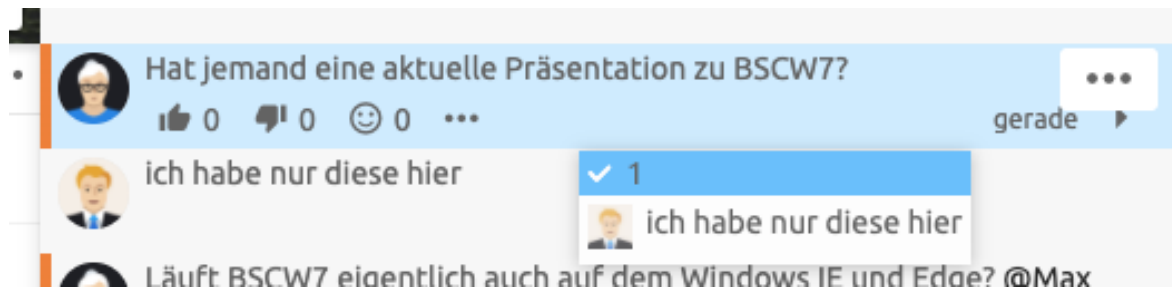 Hat jemand eine aktuelle Präsentation zu BSCW7?
0 0 0
gerade
ich habe nur diese hier
1
ich habe nur diese hier
Läuft BSCW7 eigentlich auch auf dem Windows IE und Edge? @Max